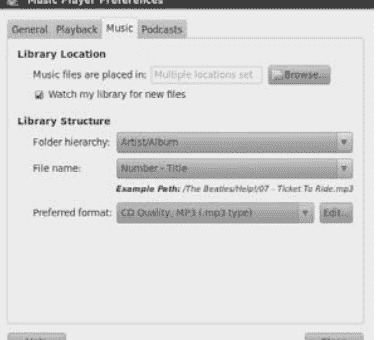 Music Player Preferences
General Playback Music Podcasts
Library Location
Music files are placed in: Multiple locations set Browse...
Watch my library for new files
Library Structure
Folder hierarchy: Artist/Album
File name: Number - Title
Example Path: /The Beatles/Help!/07 - Ticket To Ride.mp3
Preferred format: CD Quality, MP3 (.mp3 type) Edit...
Help Close